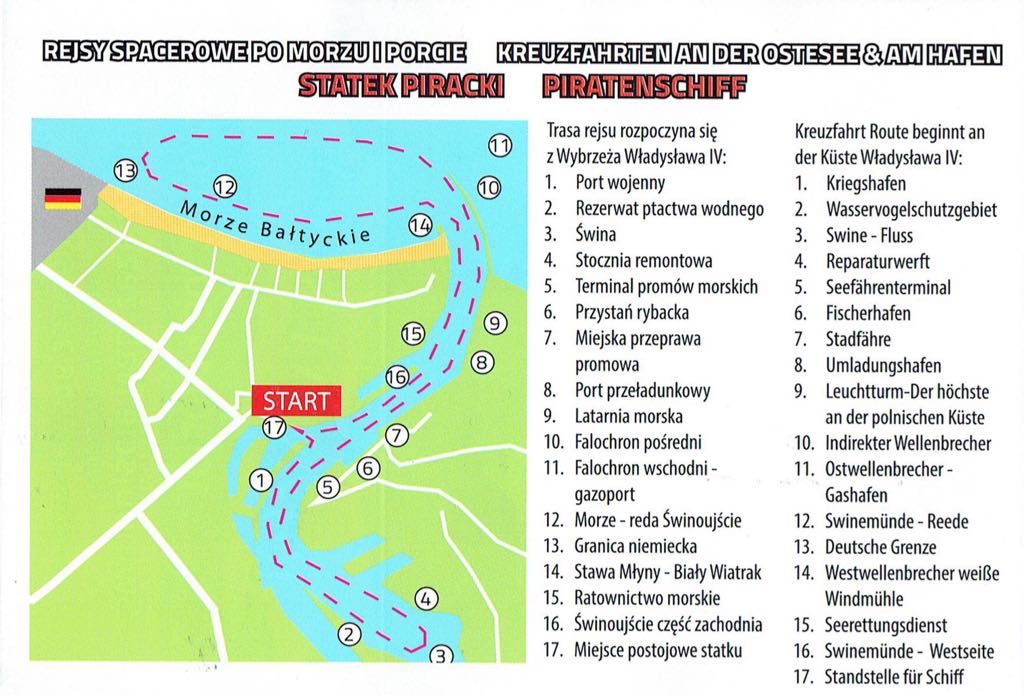 REJSY SPACEROWE PO MORZU I PORCIE
KREUZFAHRTEN AN DER OSTESEE & AM HAFEN
STATEK PIRACKI
PIRATENSCHIFF
11
13
12
10
14
Morze Bałtyckie
9
15
8
16
START
17
7
6
1
5
4
2
3
Trasa rejsu rozpoczyna się
z Wybrzeża Władysława IV:
1. Port wojenny
2. Rezerwat ptactwa wodnego
3. Świna
4. Stocznia remontowa
5. Terminal promów morskich
6. Przystań rybacka
7. Miejska przeprawa
promowa
8. Port przeładunkowy
9. Latarnia morska
10. Falochron pośredni
11. Falochron wschodni -
gazoport
12. Morze - reda Świnoujście
13. Granica niemiecka
14. Stawa Młyny - Biały Wiatrak
15. Ratownictwo morskie
16. Świnoujście część zachodnia
17. Miejsce postojowe statku
Kreuzfahrt Route beginnt an
der Küste Władysława IV:
1. Kriegshafen
2. Wasservogelschutzgebiet
3. Swine - Fluss
4. Reparaturwerft
5. Seefährenterminal
6. Fischerhafen
7. Stadfähre
8. Umladungshafen
9. Leuchtturm-Der höchste
an der polnischen Küste
10. Indirekter Wellenbrecher
11. Ostwellenbrecher -
Gashafen
12. Swinemünde - Reede
13. Deutsche Grenze
14. Westwellenbrecher weiße
Windmühle
15. Seerettungsdienst
16. Swinemünde - Westseite
17. Standstelle für Schiff